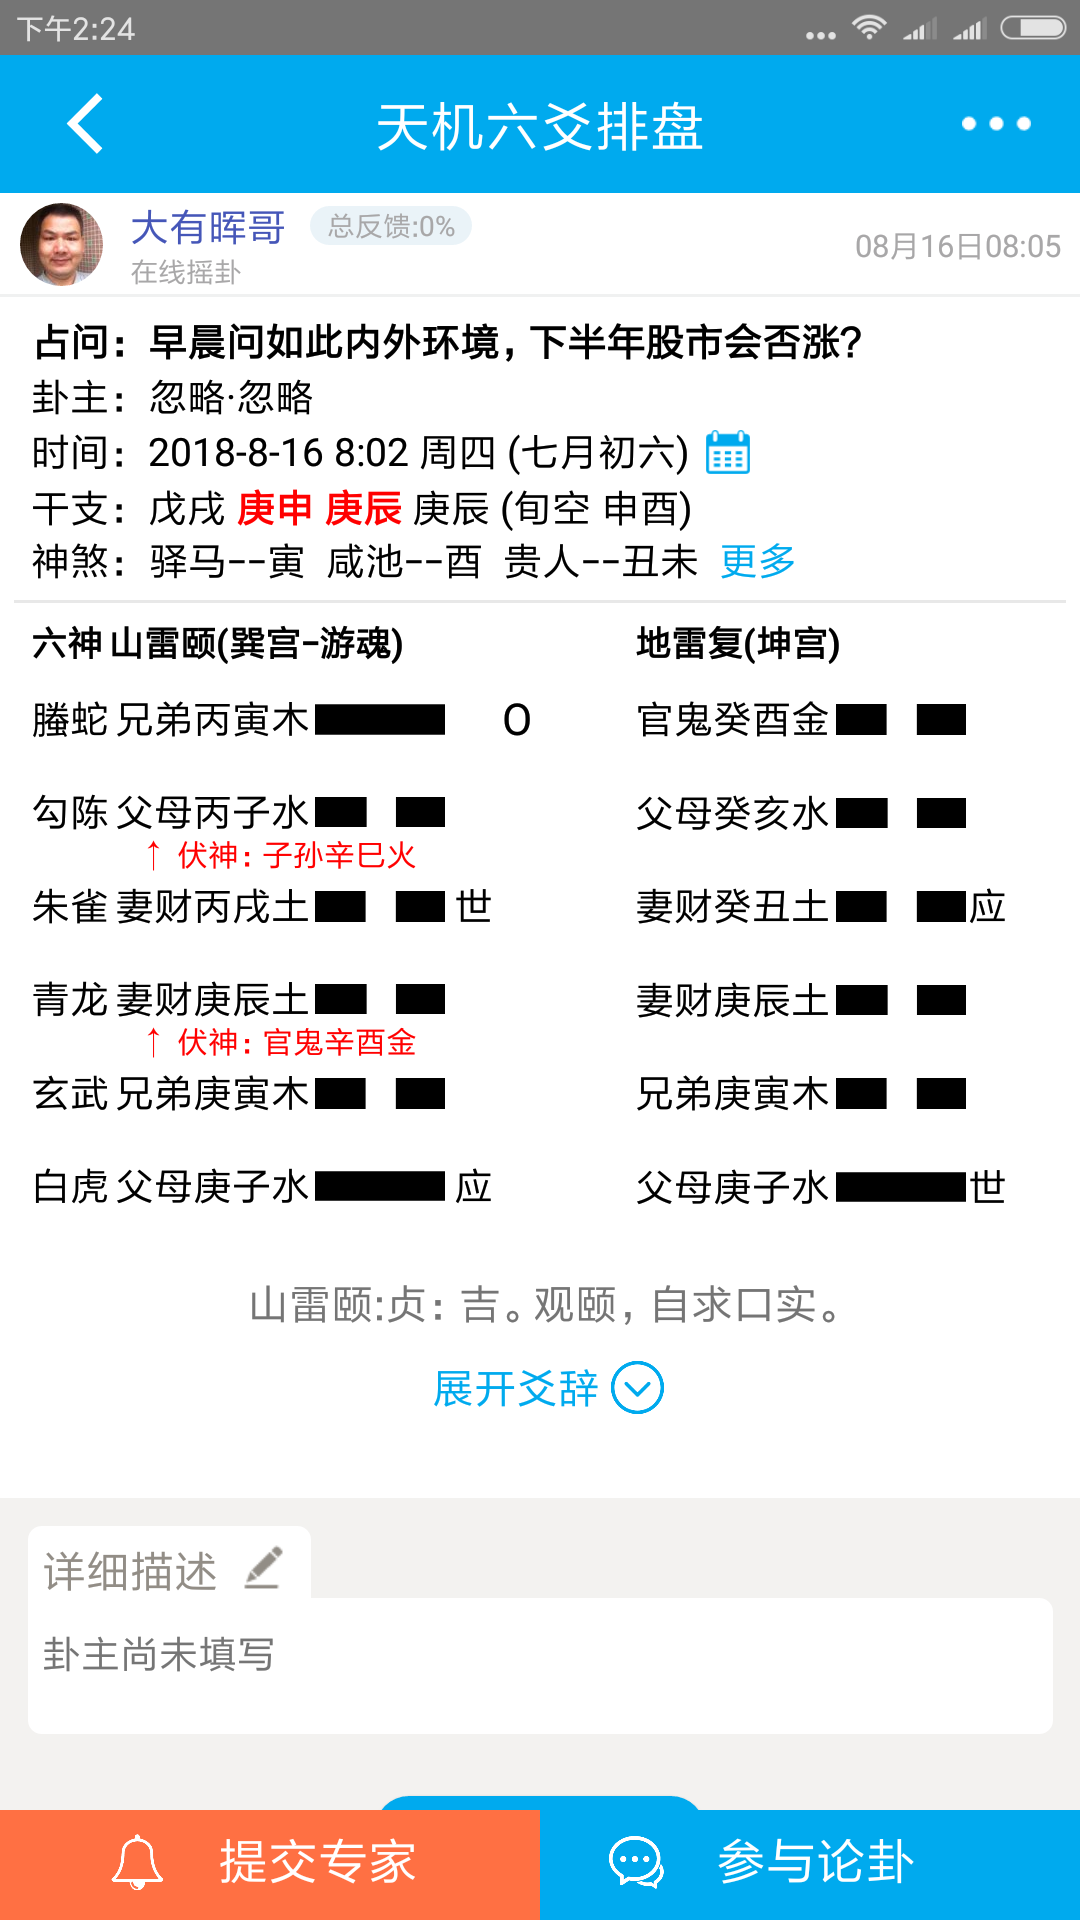 下午2:24
天机六爻排盘
大有晖哥 总反馈:0%
在线摇卦
08月16日08:05
占问：早晨问如此内外环境，下半年股市会否涨？
卦主：忽略·忽略
时间：2018-8-16 8:02 周四 (七月初六)
干支：戊戌 庚申 庚辰 庚辰 (旬空 申酉)
神煞：驿马--寅 咸池--酉 贵人--丑未 更多
六神 山雷颐(巽宫-游魂) 地雷复(坤宫)
螣蛇 兄弟丙寅木 O 官鬼癸酉金
勾陈 父母丙子水 父母癸亥水
↑ 伏神：子孙辛巳火
朱雀 妻财丙戌土 世 妻财癸丑土 应
青龙 妻财庚辰土 妻财庚辰土
↑ 伏神：官鬼辛酉金
玄武 兄弟庚寅木 兄弟庚寅木
白虎 父母庚子水 应 父母庚子水 世
山雷颐:贞：吉。观颐，自求口实。
展开爻辞
详细描述
卦主尚未填写
提交专家 参与论卦